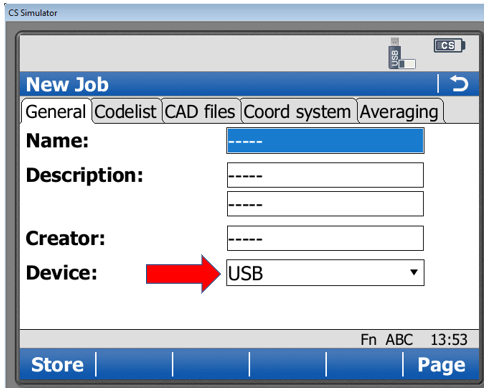 CS Simulator
USB
CS
New Job
General Codelist CAD files Coord system Averaging
Name: -----
Description: -----
-----
Creator: -----
Device: USB
Fn ABC 13:53
Store Page